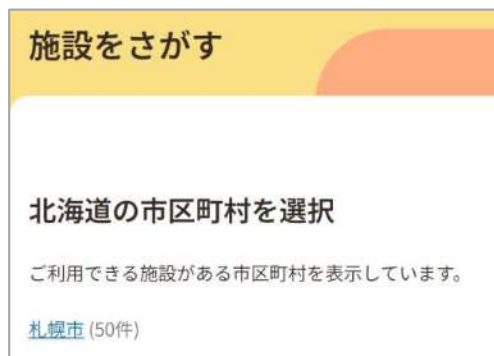 施設をさがす
北海道の市区町村を選択
ご利用できる施設がある市区町村を表示しています。
札幌市 (50件)